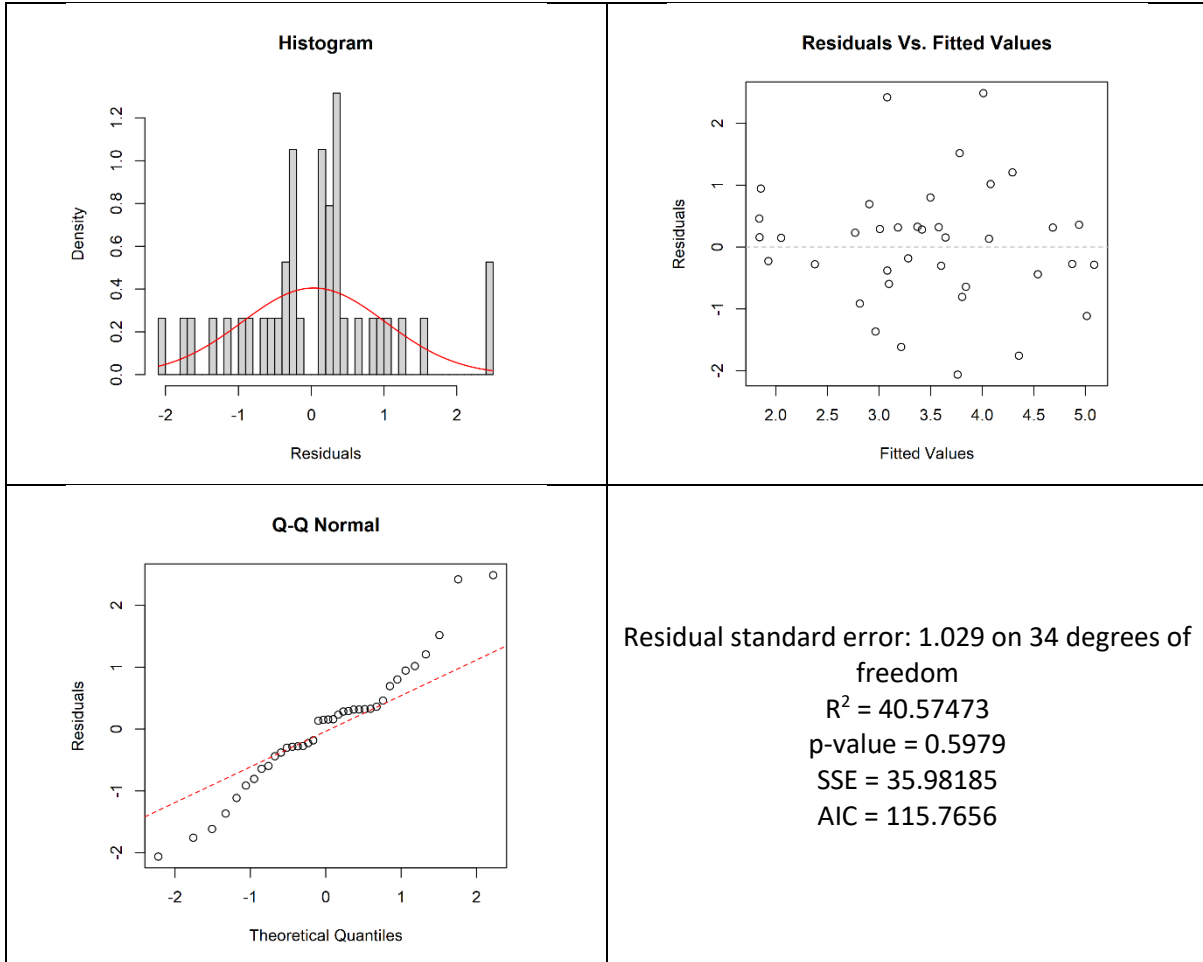 Histogram
Density
1.2
1.0
0.8
0.6
0.4
0.2
0.0
-2 -1 0 1 2
Residuals
Residuals Vs. Fitted Values
Residuals
2
1
0
-1
-2
2.0 2.5 3.0 3.5 4.0 4.5 5.0
Fitted Values
Q-Q Normal
Residuals
2
1
0
-1
-2
-2 -1 0 1 2
Theoretical Quantiles
Residual standard error: 1.029 on 34 degrees of
freedom
R² = 40.57473
p-value = 0.5979
SSE = 35.98185
AIC = 115.7656